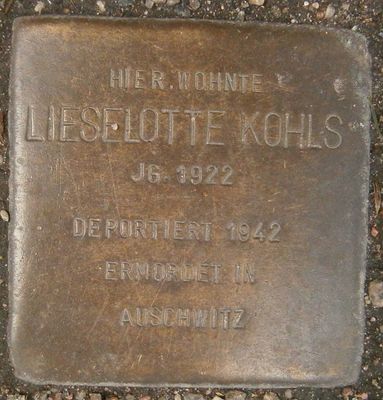 HIER WOHNTE
LIESELOTTE KOHLS
JG. 1922
DEPORTIERT 1942
ERMORDET IN
AUSCHWITZ